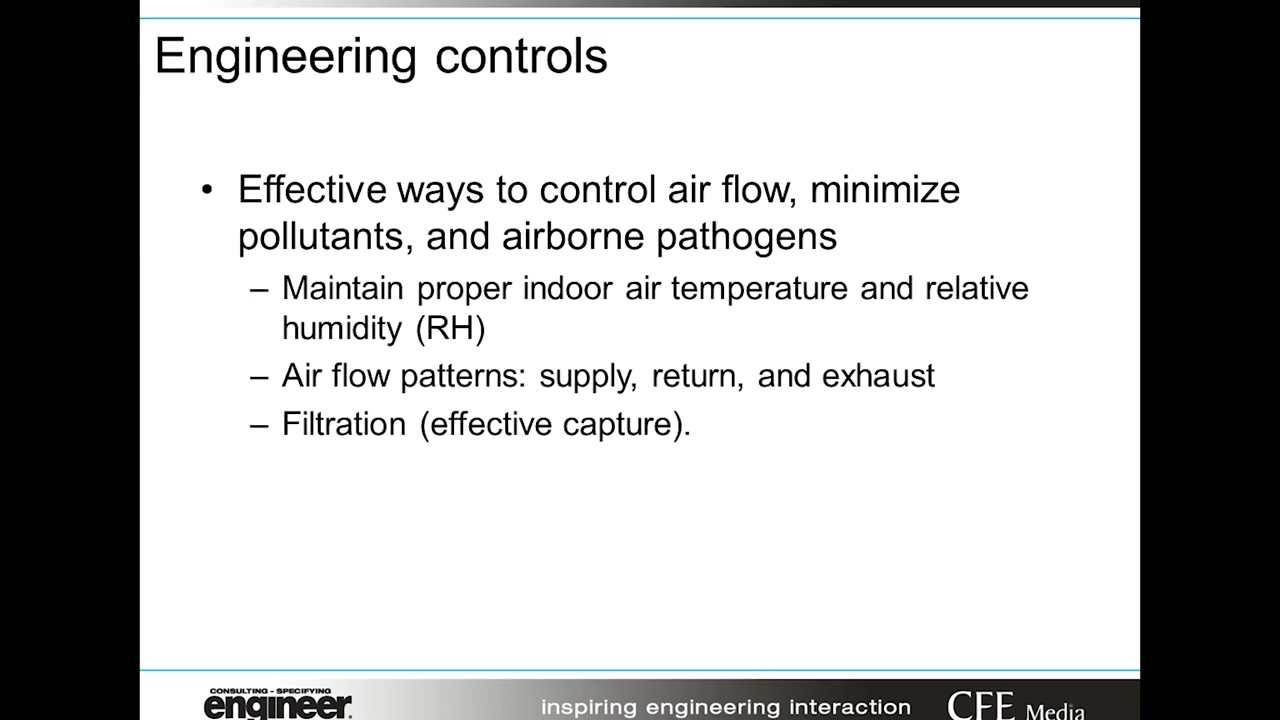 Engineering controls
• Effective ways to control air flow, minimize
pollutants, and airborne pathogens
– Maintain proper indoor air temperature and relative
humidity (RH)
– Air flow patterns: supply, return, and exhaust
– Filtration (effective capture).
CONSULTING - SPECIFYING
engineer.
inspiring engineering interaction
CFE Media